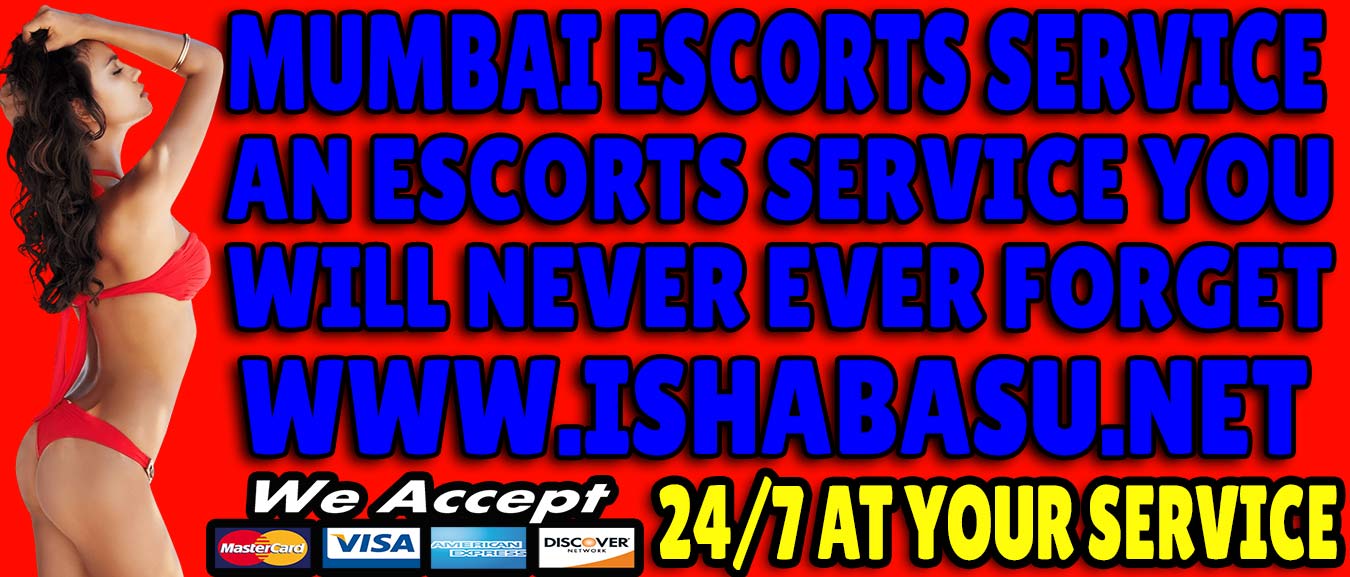 MUMBAI ESCORTS SERVICE
AN ESCORTS SERVICE YOU
WILL NEVER EVER FORGET
WWW.ISHABASU.NET
We Accept
MasterCard
VISA
AMERICAN EXPRESS
DISCOVER
NETWORK
24/7 AT YOUR SERVICE